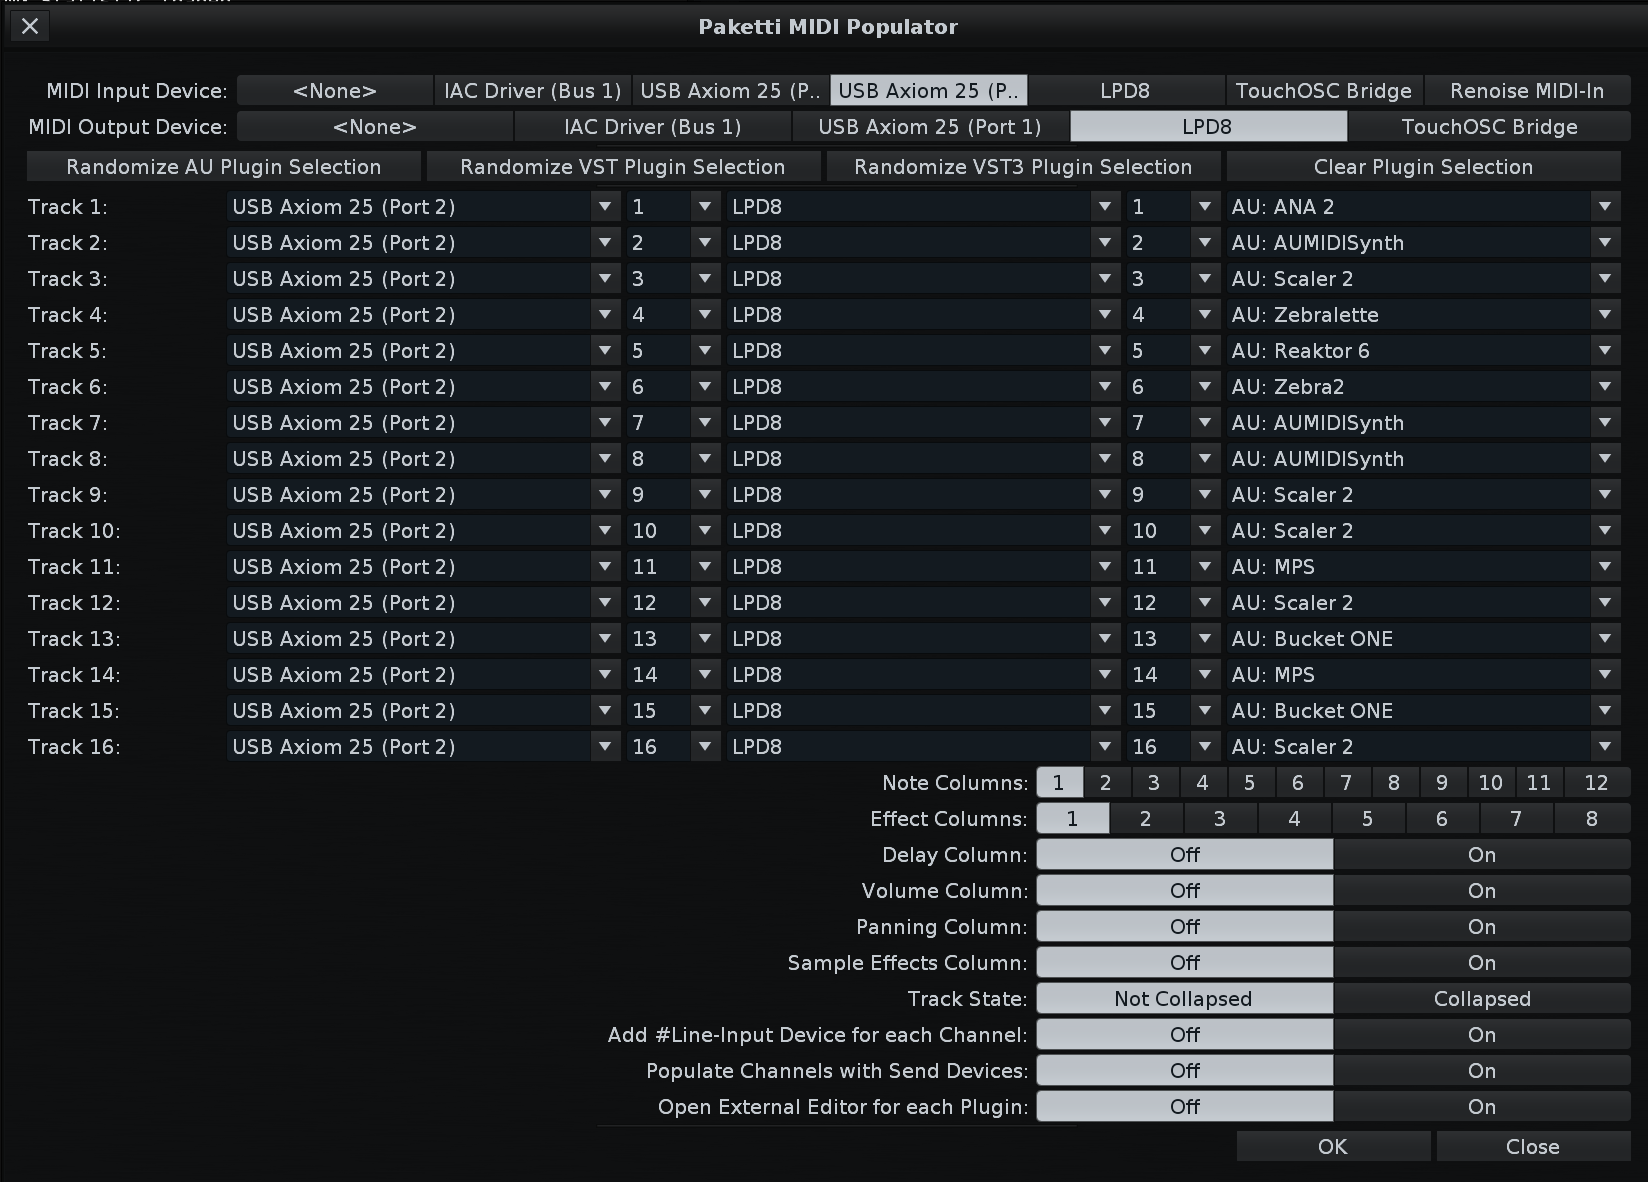 Paketti MIDI Populator
MIDI Input Device: <None> IAC Driver (Bus 1) USB Axiom 25 (P.. USB Axiom 25 (P.. LPD8 TouchOSC Bridge Renoise MIDI-In
MIDI Output Device: <None> IAC Driver (Bus 1) USB Axiom 25 (Port 1) LPD8 TouchOSC Bridge
Randomize AU Plugin Selection Randomize VST Plugin Selection Randomize VST3 Plugin Selection Clear Plugin Selection
Track 1: USB Axiom 25 (Port 2) 1 LPD8 1 AU: ANA 2
Track 2: USB Axiom 25 (Port 2) 2 LPD8 2 AU: AUMIDISynth
Track 3: USB Axiom 25 (Port 2) 3 LPD8 3 AU: Scaler 2
Track 4: USB Axiom 25 (Port 2) 4 LPD8 4 AU: Zebralette
Track 5: USB Axiom 25 (Port 2) 5 LPD8 5 AU: Reaktor 6
Track 6: USB Axiom 25 (Port 2) 6 LPD8 6 AU: Zebra2
Track 7: USB Axiom 25 (Port 2) 7 LPD8 7 AU: AUMIDISynth
Track 8: USB Axiom 25 (Port 2) 8 LPD8 8 AU: AUMIDISynth
Track 9: USB Axiom 25 (Port 2) 9 LPD8 9 AU: Scaler 2
Track 10: USB Axiom 25 (Port 2) 10 LPD8 10 AU: Scaler 2
Track 11: USB Axiom 25 (Port 2) 11 LPD8 11 AU: MPS
Track 12: USB Axiom 25 (Port 2) 12 LPD8 12 AU: Scaler 2
Track 13: USB Axiom 25 (Port 2) 13 LPD8 13 AU: Bucket ONE
Track 14: USB Axiom 25 (Port 2) 14 LPD8 14 AU: MPS
Track 15: USB Axiom 25 (Port 2) 15 LPD8 15 AU: Bucket ONE
Track 16: USB Axiom 25 (Port 2) 16 LPD8 16 AU: Scaler 2
Note Columns: 1 2 3 4 5 6 7 8 9 10 11 12
Effect Columns: 1 2 3 4 5 6 7 8
Delay Column: Off On
Volume Column: Off On
Panning Column: Off On
Sample Effects Column: Off On
Track State: Not Collapsed Collapsed
Add #Line-Input Device for each Channel: Off On
Populate Channels with Send Devices: Off On
Open External Editor for each Plugin: Off On
OK Close